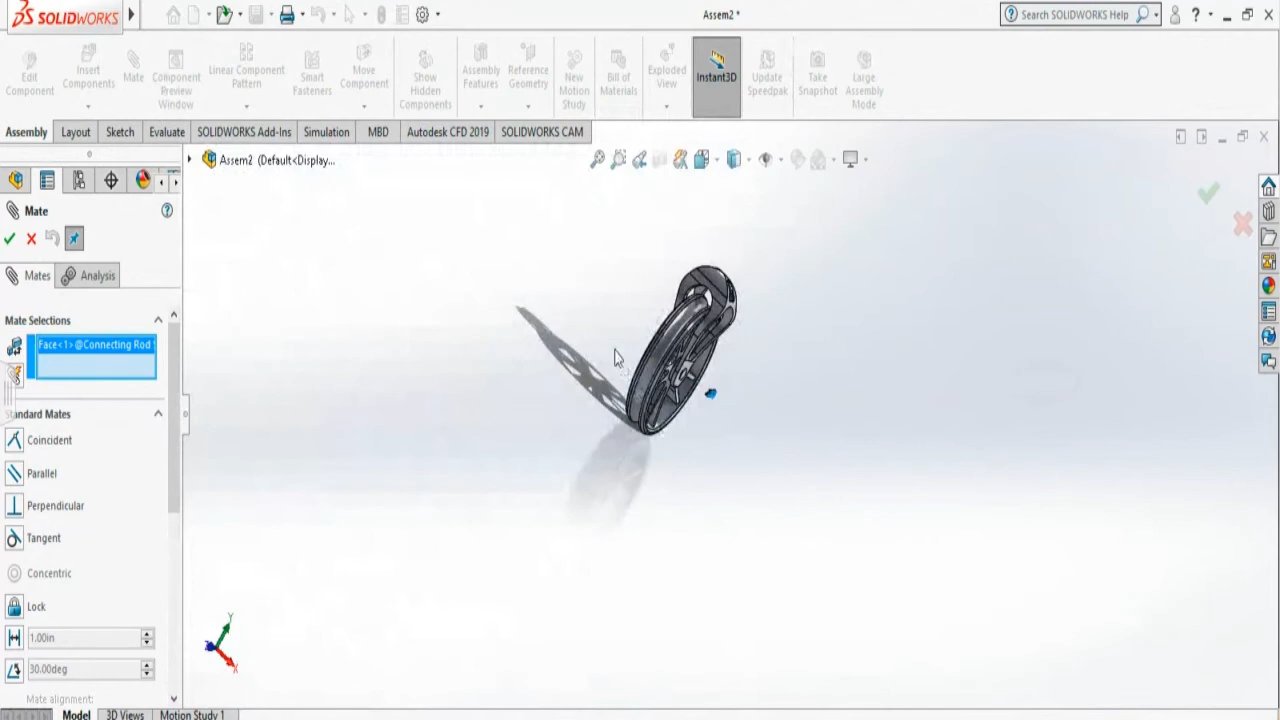 SOLIDWORKS
Assem2 *
Search SOLIDWORKS Help
?
Edit Component
Insert Components
Mate
Component Preview Window
Linear Component Pattern
Smart Fasteners
Move Component
Show Hidden Components
Assembly Features
Reference Geometry
New Motion Study
Bill of Materials
Exploded View
Instant3D
Update Speedpak
Take Snapshot
Large Assembly Mode
Assembly Layout Sketch Evaluate SOLIDWORKS Add-Ins Simulation MBD Autodesk CFD 2019 SOLIDWORKS CAM
Assem2 (Default<Display...
Mate
Mates Analysis
Mate Selections
Face<1>@Connecting Rod
Standard Mates
Coincident
Parallel
Perpendicular
Tangent
Concentric
Lock
1.00in
30.00deg
Mate alignment:
Y
X
Model 3D Views Motion Study 1